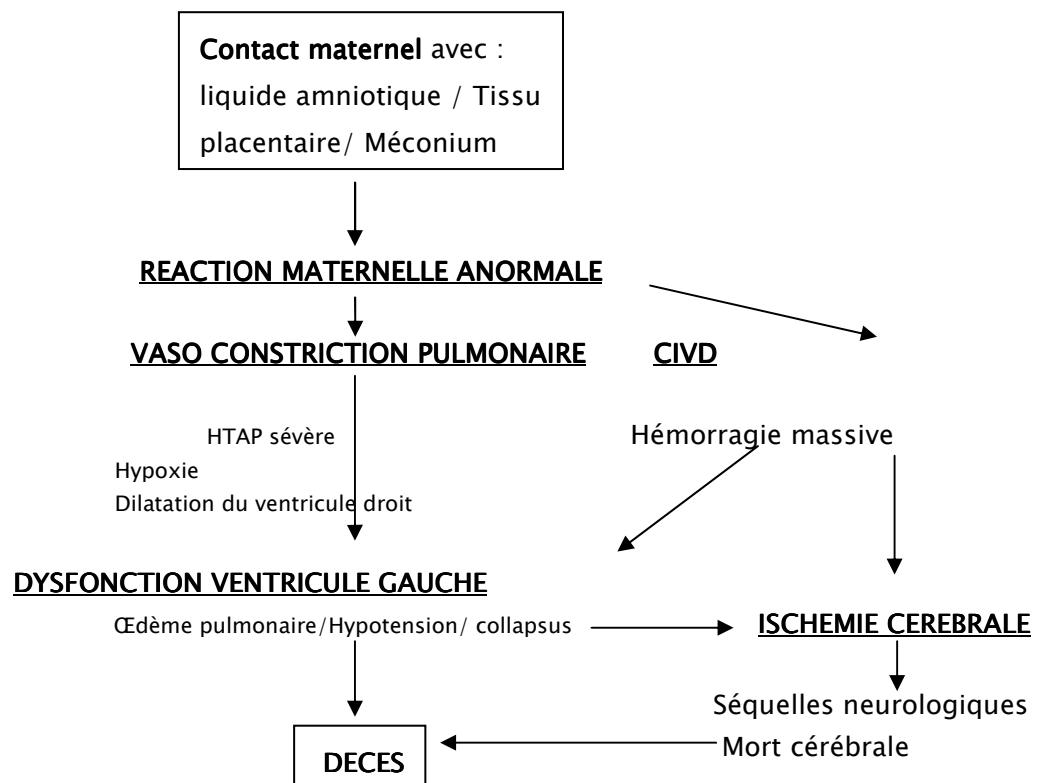 Contact maternel avec :
liquide amniotique / Tissu
placentaire/ Méconium
REACTION MATERNELLE ANORMALE
VASO CONSTRICTION PULMONAIRE CIVD
HTAP sévère
Hémorragie massive
Hypoxie
Dilatation du ventricule droit
DYSFONCTION VENTRICULE GAUCHE
Œdème pulmonaire/Hypotension/ collapsus
ISCHEMIE CEREBRALE
Séquelles neurologiques
Mort cérébrale
DECES